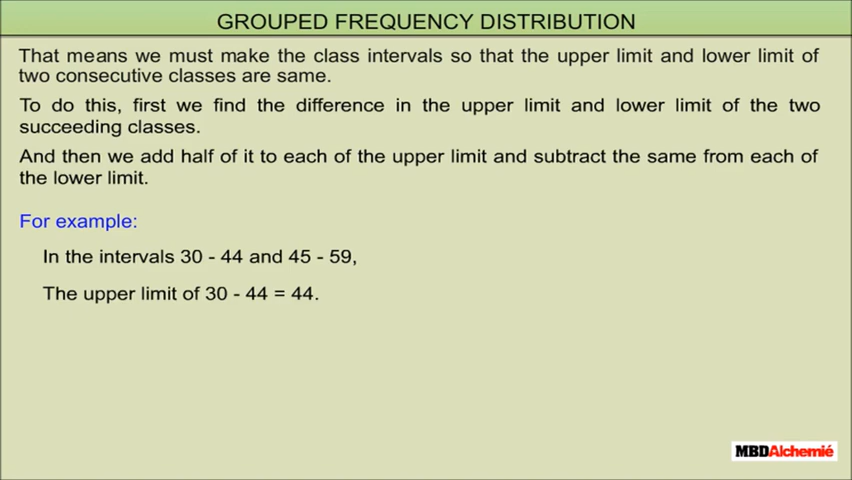 GROUPED FREQUENCY DISTRIBUTION
That means we must make the class intervals so that the upper limit and lower limit of
two consecutive classes are same.
To do this, first we find the difference in the upper limit and lower limit of the two
succeeding classes.
And then we add half of it to each of the upper limit and subtract the same from each of
the lower limit.
For example:
In the intervals 30 - 44 and 45 - 59,
The upper limit of 30 - 44 = 44.
MBDAlchemié